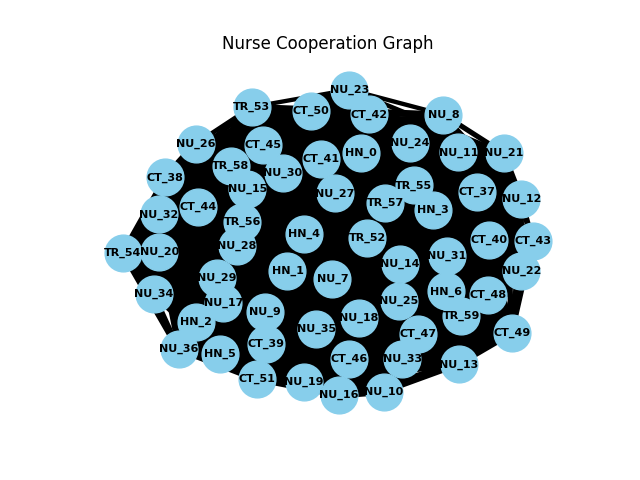 Nurse Cooperation Graph
NU_23
TR_53
CT_50
CT_42
NU_8
NU_26
CT_45
NU_24
CT_41
HN_0
NU_11
NU_21
TR_58
NU_30
CT_38
NU_15
NU_27
TR_55
CT_37
NU_12
TR_57
CT_44
HN_3
NU_32
TR_56
HN_4
TR_52
CT_40
CT_43
NU_28
TR_54
NU_20
NU_31
NU_14
HN_1
NU_22
NU_29
NU_7
NU_34
HN_6
CT_48
NU_17
NU_25
NU_9
NU_18
TR_59
HN_2
NU_35
CT_47
CT_49
CT_39
NU_36
HN_5
CT_46
NU_33
NU_13
CT_51
NU_19
NU_16
NU_10